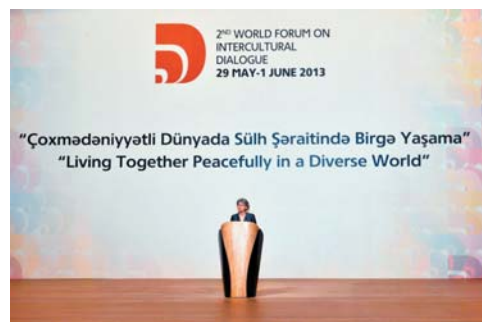 2ND WORLD FORUM ON
INTERCULTURAL
DIALOGUE
29 MAY-1 JUNE 2013
“Çoxmədəniyyətli Dünyada Sülh Şəraitində Birgə Yaşama”
“Living Together Peacefully in a Diverse World”